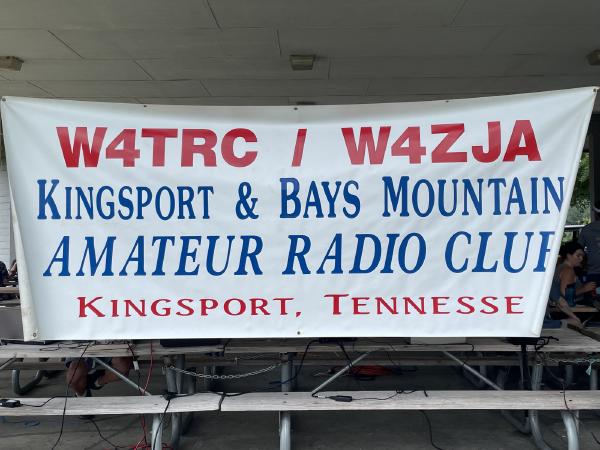 W4TRC / W4ZJA
KINGSPORT & BAYS MOUNTAIN
AMATEUR RADIO CLUB
KINGSPORT, TENNESSEE